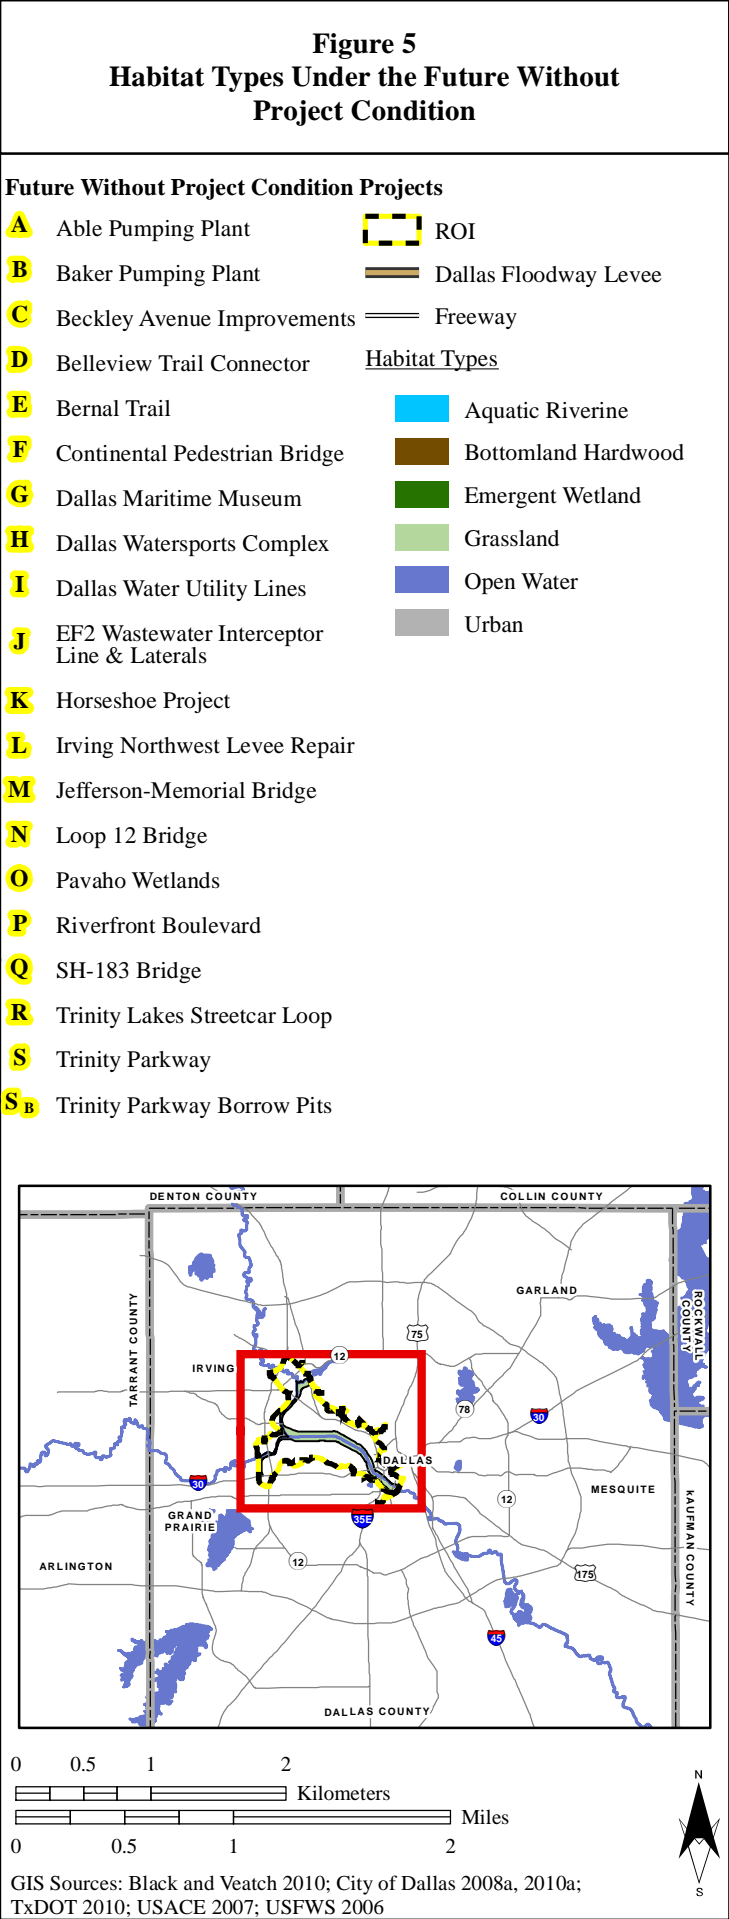 Figure 5
Habitat Types Under the Future Without
Project Condition
Future Without Project Condition Projects
A Able Pumping Plant
B Baker Pumping Plant
C Beckley Avenue Improvements
D Belleview Trail Connector
E Bernal Trail
F Continental Pedestrian Bridge
G Dallas Maritime Museum
H Dallas Watersports Complex
I Dallas Water Utility Lines
J EF2 Wastewater Interceptor
Line & Laterals
K Horseshoe Project
L Irving Northwest Levee Repair
M Jefferson-Memorial Bridge
N Loop 12 Bridge
O Pavaho Wetlands
P Riverfront Boulevard
Q SH-183 Bridge
R Trinity Lakes Streetcar Loop
S Trinity Parkway
S B Trinity Parkway Borrow Pits
ROI
Dallas Floodway Levee
Freeway
Habitat Types
Aquatic Riverine
Bottomland Hardwood
Emergent Wetland
Grassland
Open Water
Urban
DENTON COUNTY
COLLIN COUNTY
TARRANT COUNTY
ROCKWALL
COUNTY
GARLAND
75
12
IRVING
78
30
DALLAS
30
MESQUITE
12
GRAND
PRAIRIE
35E
KAUFMAN COUNTY
12
ARLINGTON
175
45
DALLAS COUNTY
0 0.5 1 2
Kilometers
Miles
0 0.5 1 2
N
S
GIS Sources: Black and Veatch 2010; City of Dallas 2008a, 2010a;
TxDOT 2010; USACE 2007; USFWS 2006